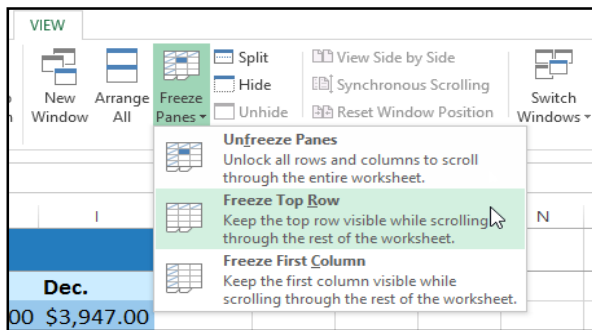 VIEW
New Window
Arrange All
Freeze Panes
Split
Hide
Unhide
View Side by Side
Synchronous Scrolling
Reset Window Position
Switch Windows
Unfreeze Panes
Unlock all rows and columns to scroll
through the entire worksheet.
Freeze Top Row
Keep the top row visible while scrolling
through the rest of the worksheet.
Freeze First Column
Keep the first column visible while
scrolling through the rest of the worksheet.
I
N
Dec.
00 $3,947.00